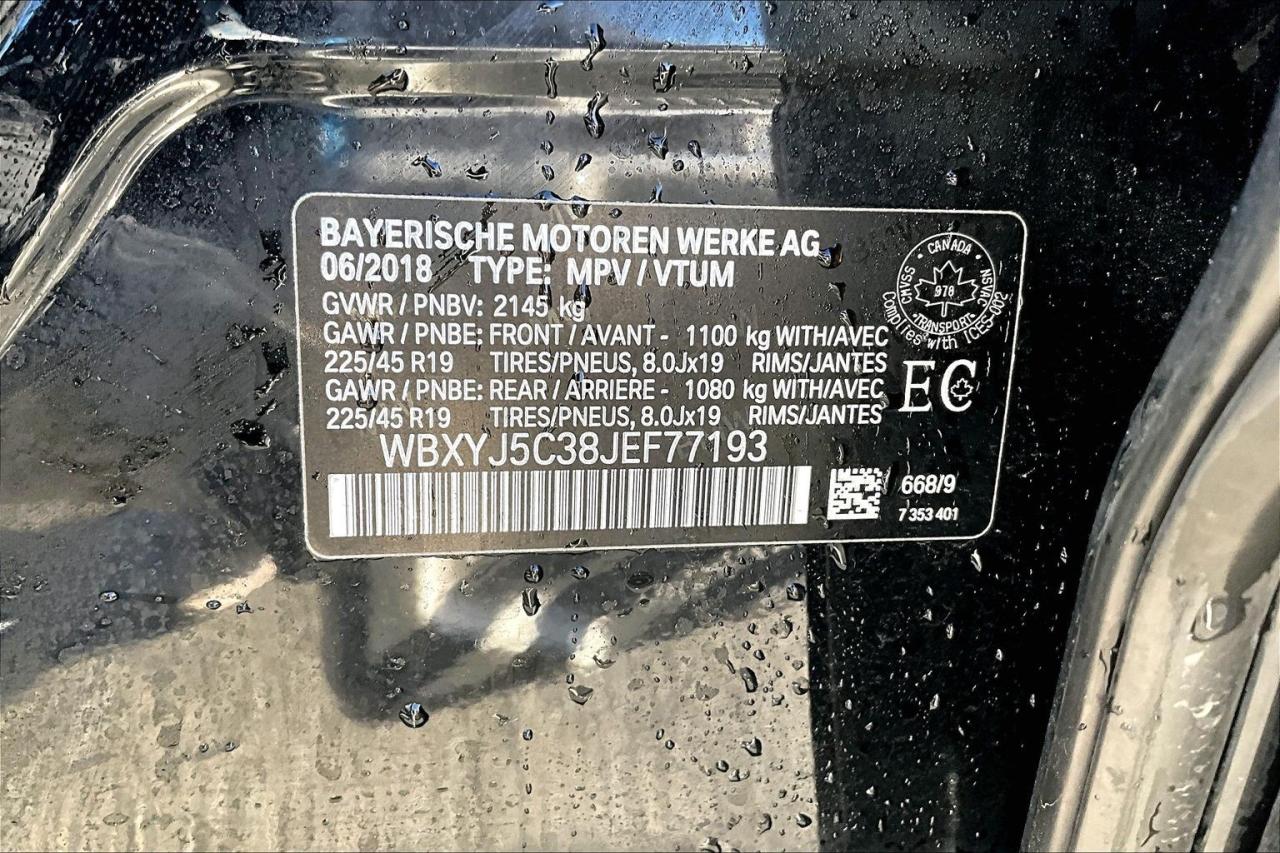 BAYERISCHE MOTOREN WERKE AG
06/2018 TYPE: MPV / VTUM
GVWR / PNBV: 2145 kg
GAWR / PNBE: FRONT / AVANT - 1100 kg WITH/AVEC
225/45 R19 TIRES/PNEUS, 8.0Jx19 RIMS/JANTES
GAWR / PNBE: REAR / ARRIERE - 1080 kg WITH/AVEC
225/45 R19 TIRES/PNEUS, 8.0Jx19 RIMS/JANTES
WBXYJ5C38JEF77193
CANADA
CMVSS
NSVAC
978
TRANSPORT
Complies with ICES-002
EC
668/9
7 353 401